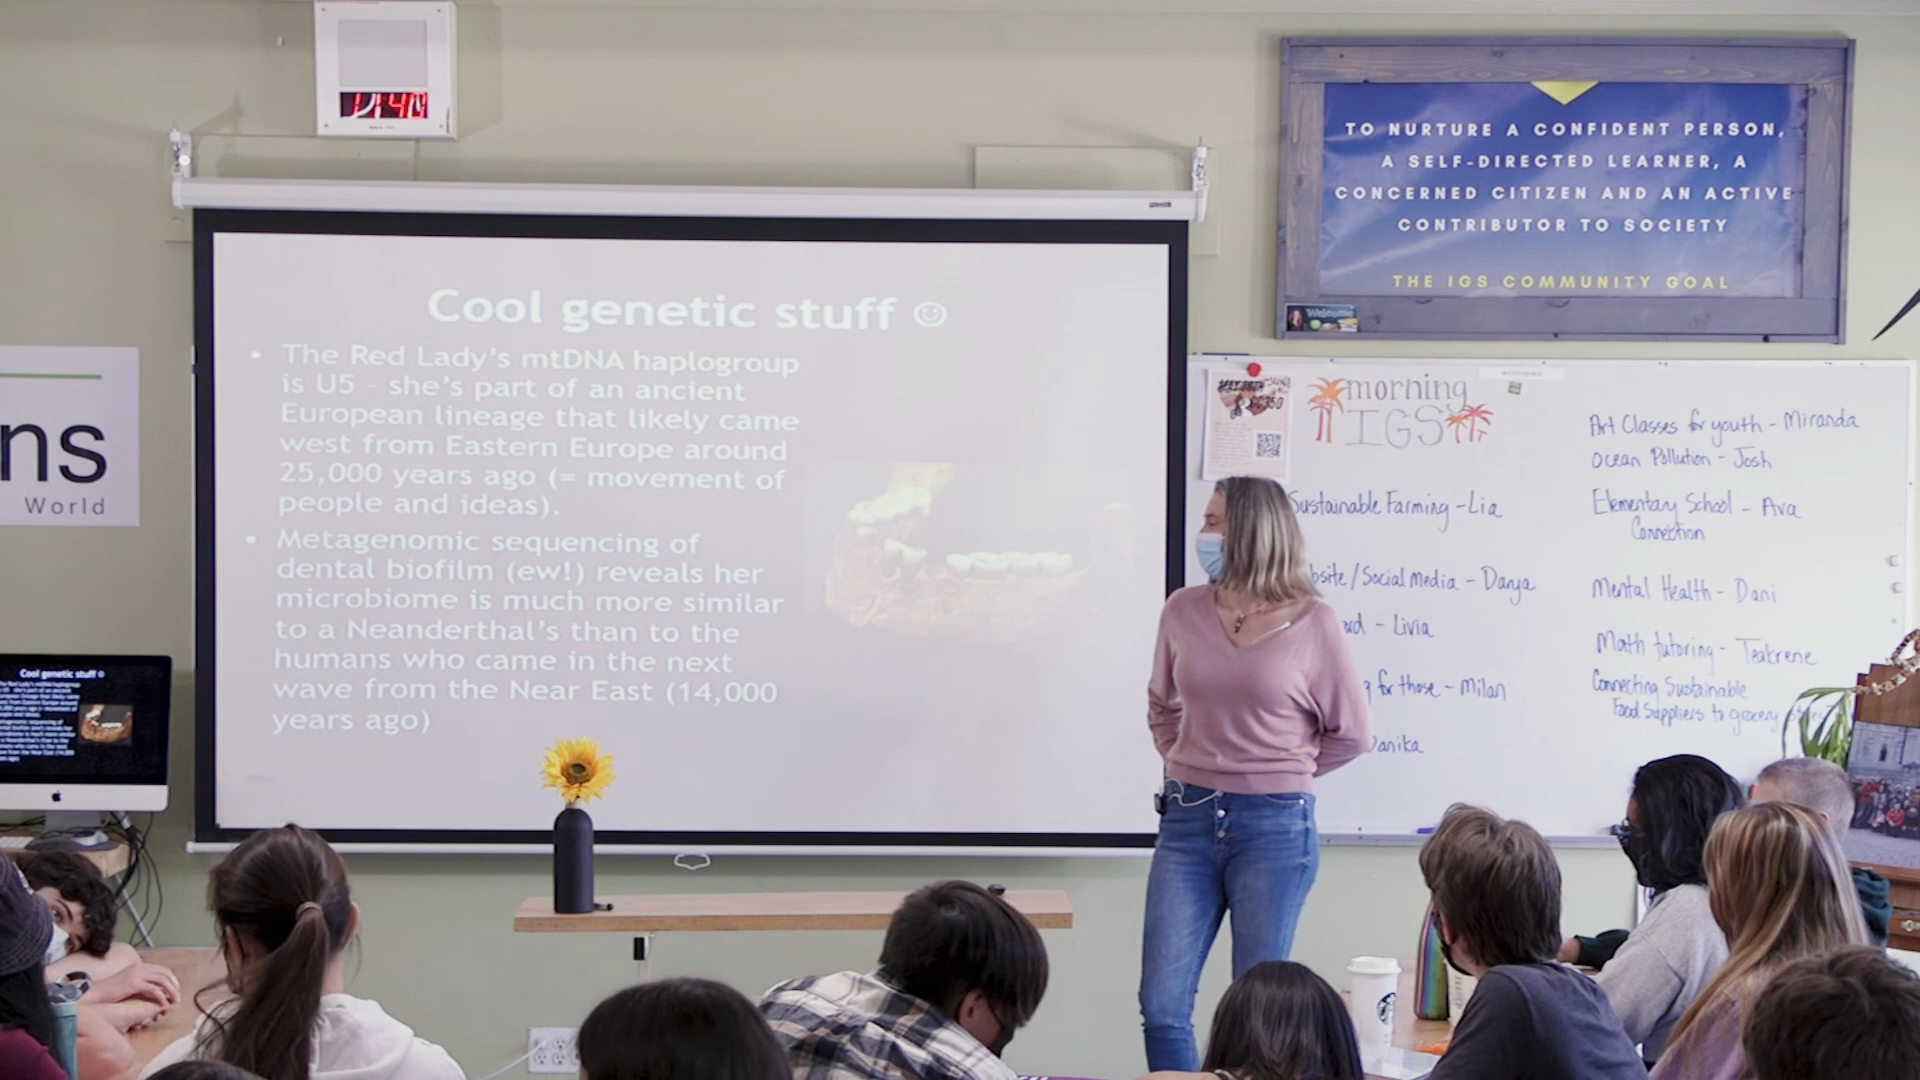 TO NURTURE A CONFIDENT PERSON,
A SELF-DIRECTED LEARNER, A
CONCERNED CITIZEN AND AN ACTIVE
CONTRIBUTOR TO SOCIETY
THE IGS COMMUNITY GOAL
Welcome
Cool genetic stuff ☺
• The Red Lady's mtDNA haplogroup
is U5 - she's part of an ancient
European lineage that likely came
west from Eastern Europe around
25,000 years ago (= movement of
people and ideas).
• Metagenomic sequencing of
dental biofilm (ew!) reveals her
microbiome is much more similar
to a Neanderthal's than to the
humans who came in the next
wave from the Near East (14,000
years ago)
ns
World
Cool genetic stuff ☺
morning
IGS
Sustainable Farming - Lia
bsite / Social Media - Danya
- Livia
g for those - Milan
Danika
Art Classes for youth - Miranda
Ocean Pollution - Josh
Elementary School - Ava
Connection
Mental Health - Dani
Math tutoring - Teakrene
Connecting Sustainable
Food Suppliers to grocery